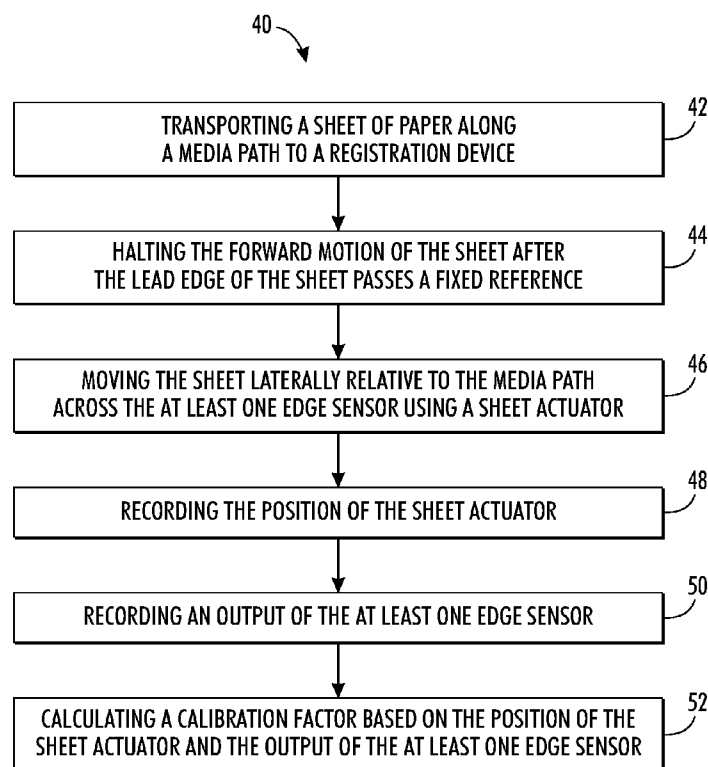 40
TRANSPORTING A SHEET OF PAPER ALONG
A MEDIA PATH TO A REGISTRATION DEVICE
42
HALTING THE FORWARD MOTION OF THE SHEET AFTER
THE LEAD EDGE OF THE SHEET PASSES A FIXED REFERENCE
44
MOVING THE SHEET LATERALLY RELATIVE TO THE MEDIA PATH
ACROSS THE AT LEAST ONE EDGE SENSOR USING A SHEET ACTUATOR
46
RECORDING THE POSITION OF THE SHEET ACTUATOR
48
RECORDING AN OUTPUT OF THE AT LEAST ONE EDGE SENSOR
50
CALCULATING A CALIBRATION FACTOR BASED ON THE POSITION OF THE
SHEET ACTUATOR AND THE OUTPUT OF THE AT LEAST ONE EDGE SENSOR
52